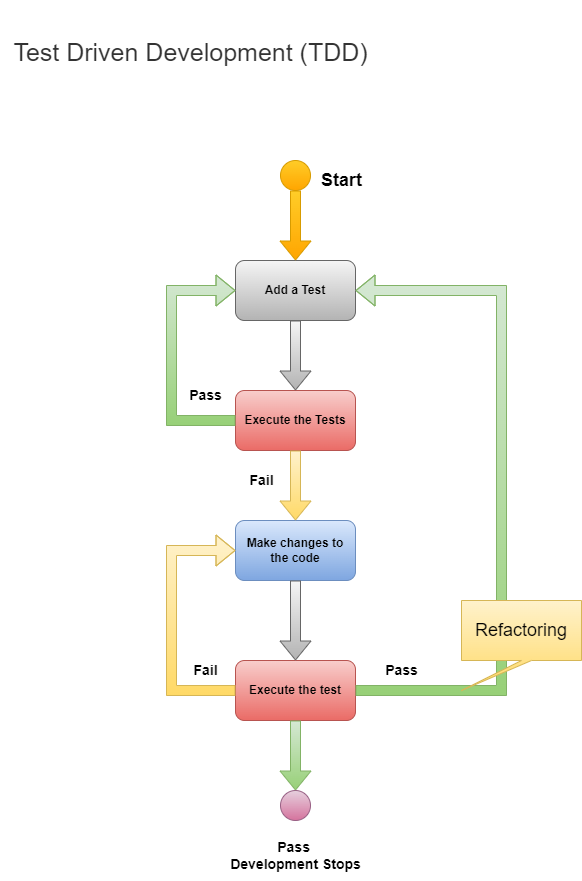 Test Driven Development (TDD)
Start
Add a Test
Pass
Execute the Tests
Fail
Make changes to
the code
Refactoring
Fail
Pass
Execute the test
Pass
Development Stops